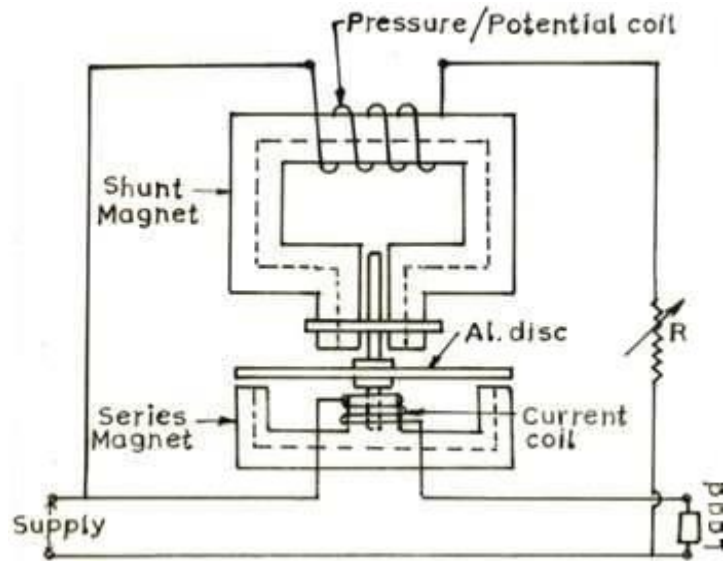 Pressure/Potential coil
Shunt
Magnet
Al. disc
R
Series
Magnet
Current
coil
Supply
Load